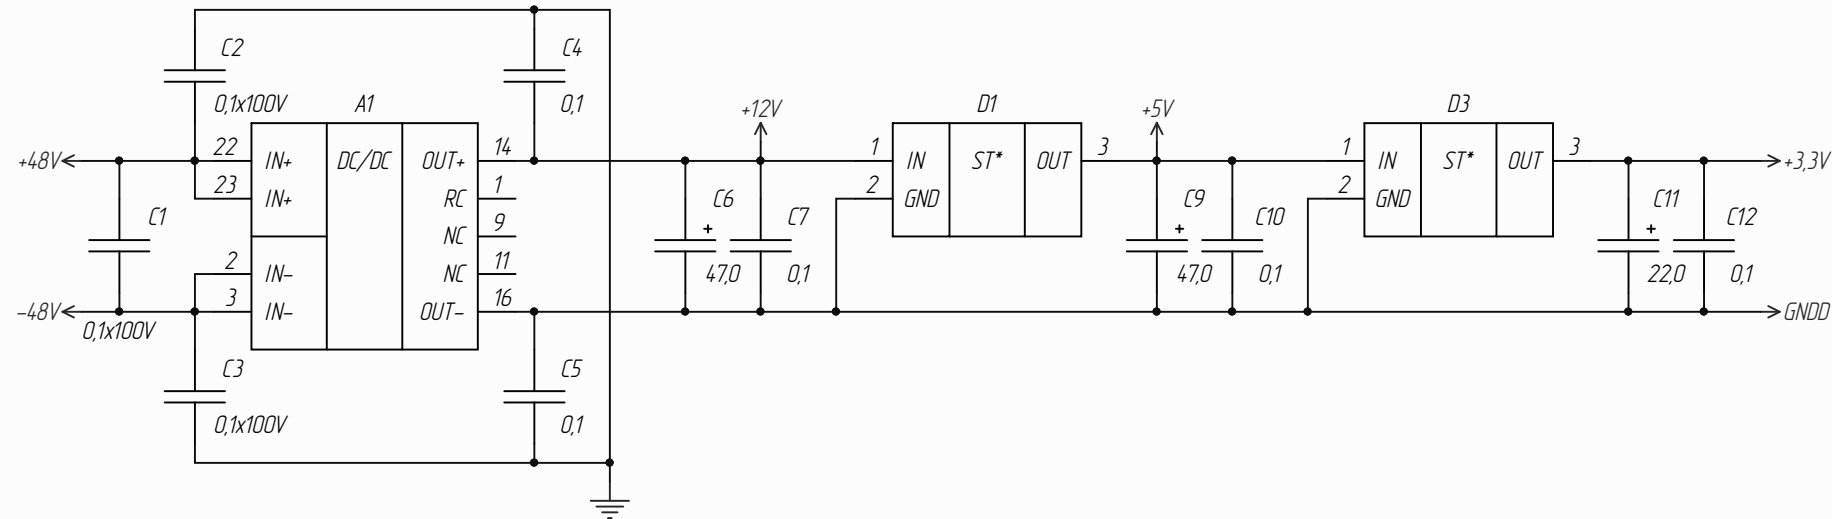 C2
C4
0,1x100V
A1
0,1
+12V
D1
+5V
D3
+48V
22
IN+
DC/DC
OUT+
14
1
IN
ST*
OUT
3
1
IN
ST*
OUT
3
+3,3V
23
IN+
RC
1
2
GND
2
GND
C1
NC
9
C6
+
C7
C9
+
C10
C11
+
C12
2
IN-
NC
11
47,0
0,1
47,0
0,1
22,0
0,1
-48V
3
IN-
OUT-
16
GNDD
0,1x100V
C3
C5
0,1x100V
0,1